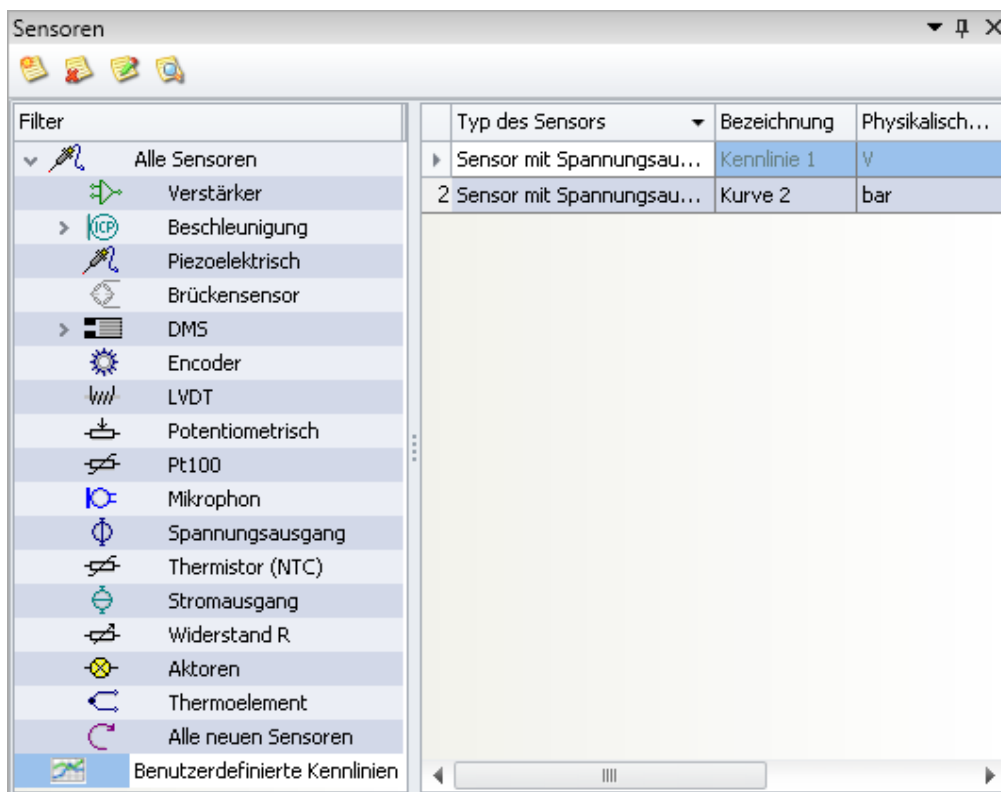 Sensoren
Filter
Alle Sensoren
Verstärker
ICP
Beschleunigung
Piezoelektrisch
Brückensensor
DMS
Encoder
LVDT
Potentiometrisch
Pt100
Mikrophon
Spannungsausgang
Thermistor (NTC)
Stromausgang
Widerstand R
Aktoren
Thermoelement
Alle neuen Sensoren
Benutzerdefinierte Kennlinien
Typ des Sensors Bezeichnung Physikalisch...
Sensor mit Spannungsau... Kennlinie 1 V
2 Sensor mit Spannungsau... Kurve 2 bar